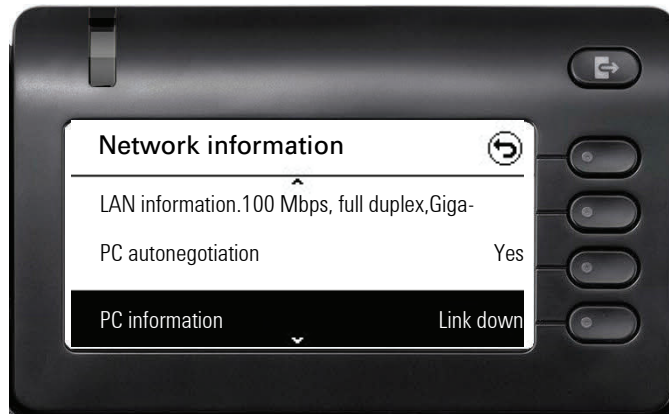 Network information
LAN information.100 Mbps, full duplex,Giga-
PC autonegotiation Yes
PC information Link down